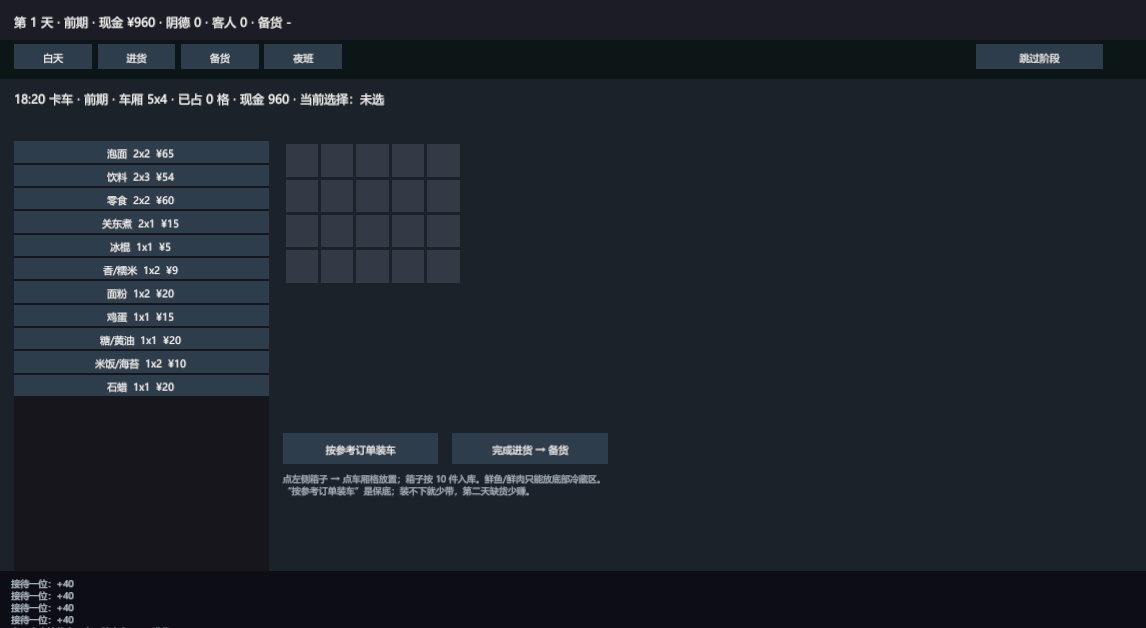 第 1 天 · 前期 · 现金 ¥960 · 阴德 0 · 客人 0 · 备货 -
白天 进货 备货 夜班 跳过阶段
18:20 卡车 · 前期 · 车厢 5x4 · 已占 0 格 · 现金 960 · 当前选择：未选
泡面 2x2 ¥65
饮料 2x3 ¥54
零食 2x2 ¥60
关东煮 2x1 ¥15
冰棍 1x1 ¥5
香/糯米 1x2 ¥9
面粉 1x2 ¥20
鸡蛋 1x1 ¥15
糖/黄油 1x1 ¥20
米饭/海苔 1x2 ¥10
石蜡 1x1 ¥20
按参考订单装车 完成进货 → 备货
点左侧箱子 → 点车厢格放置；箱子按 10 件入库。鲜鱼/鲜肉只能放底部冷藏区。
“按参考订单装车”是保底；装不下就少带，第二天缺货少赚。
接待一位：+40
接待一位：+40
接待一位：+40
接待一位：+40